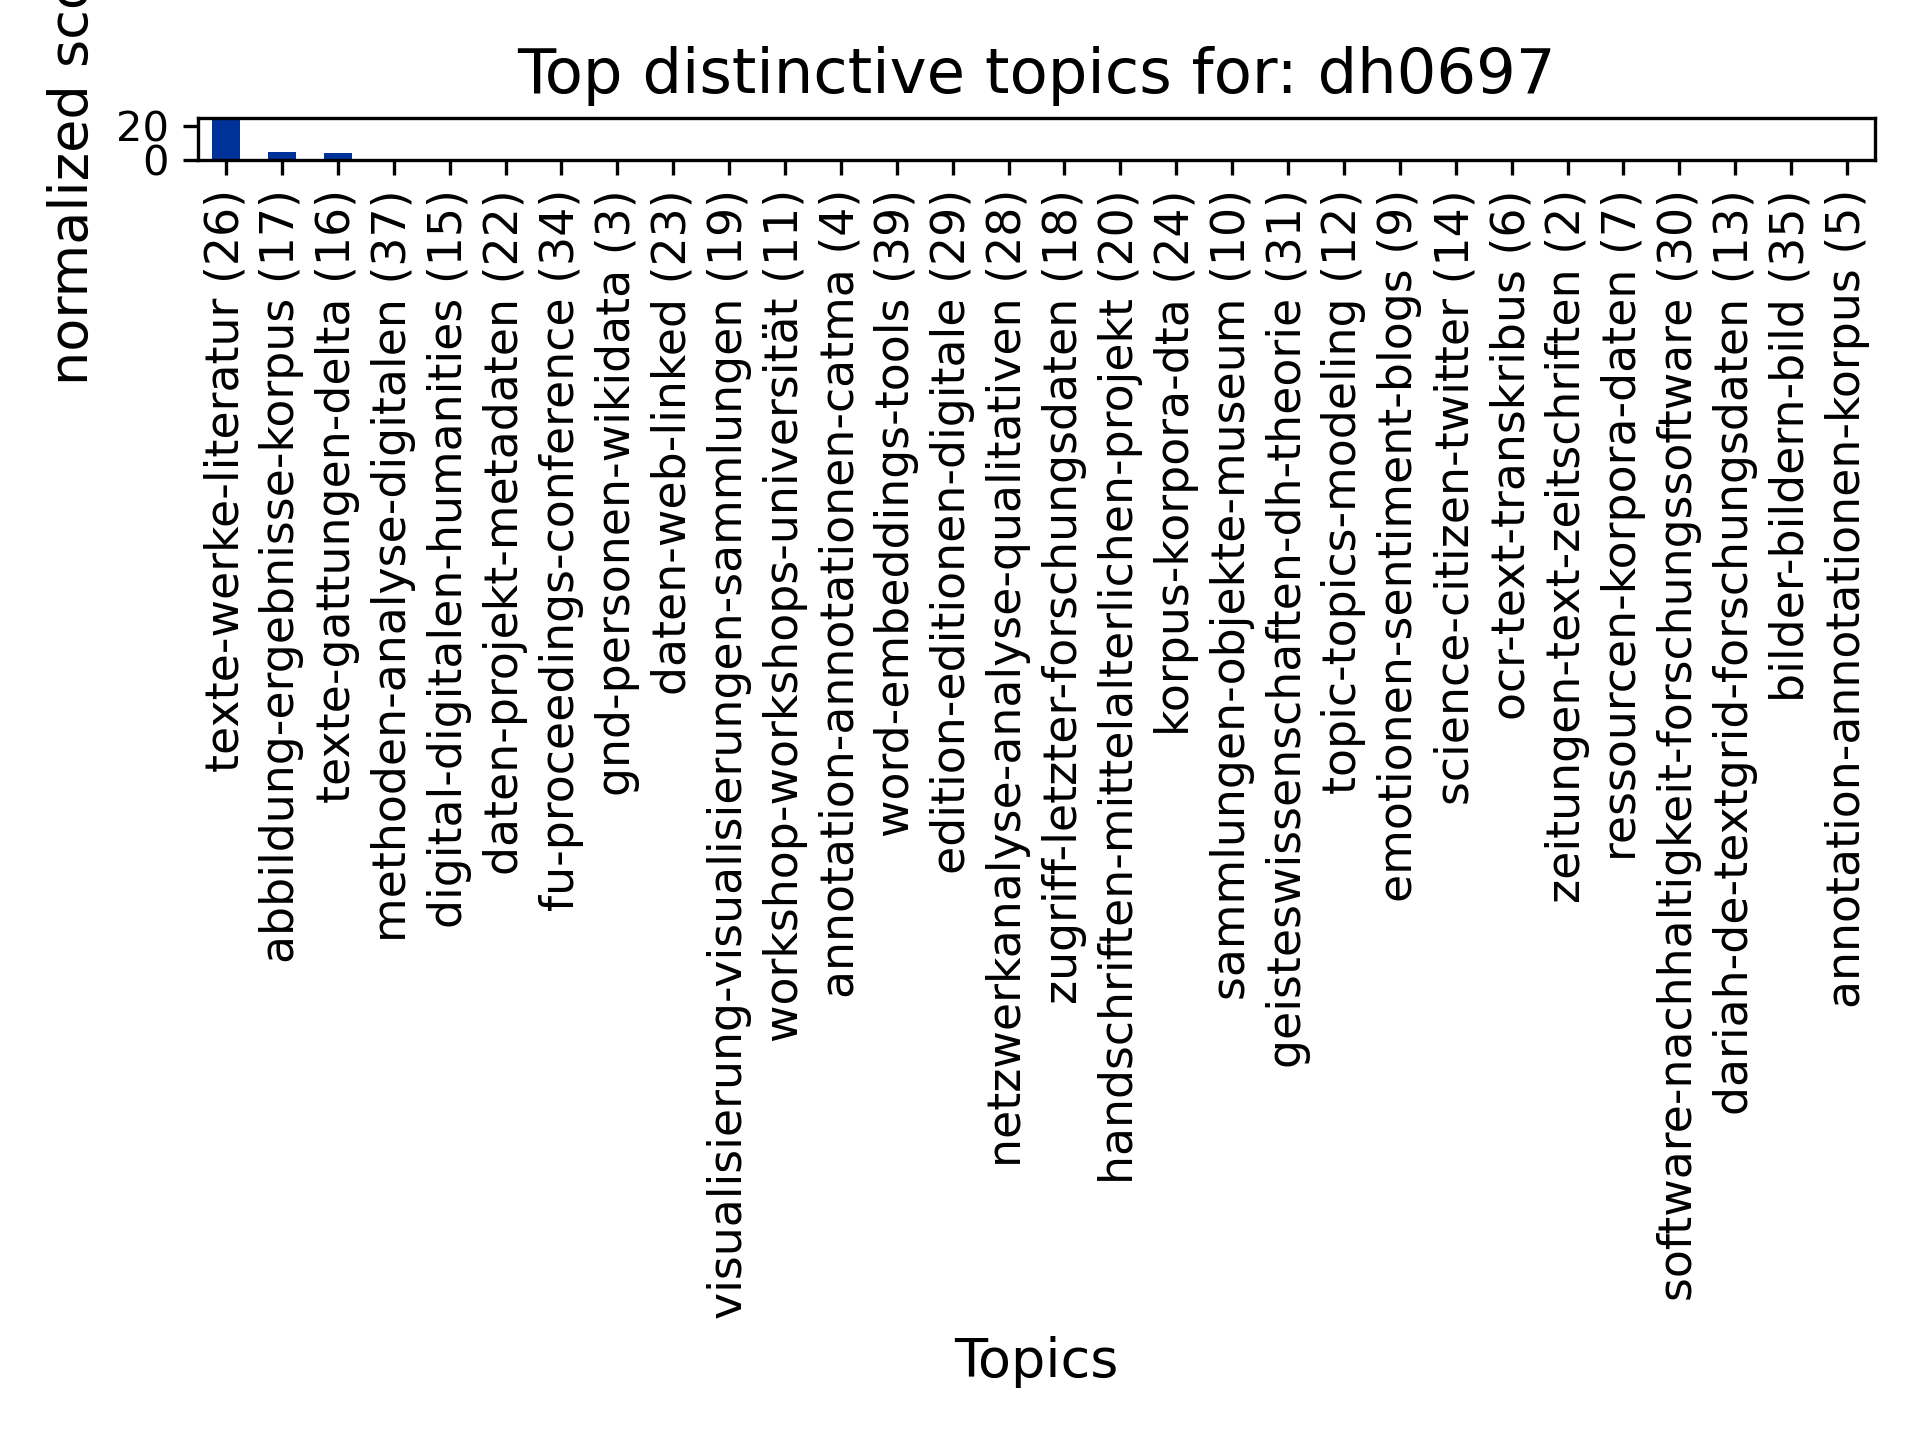 Top distinctive topics for: dh0697
normalized
20
0
texte-werke-literatur (26)
abbildung-ergebnisse-korpus (17)
texte-gattungen-delta (16)
methoden-analyse-digitalen (37)
digital-digitalen-humanities (15)
daten-projekt-metadaten (22)
fu-proceedings-conference (34)
gnd-personen-wikidata (3)
daten-web-linked (23)
visualisierung-visualisierungen-sammlungen (19)
workshop-workshops-universität (11)
annotation-annotationen-catma (4)
word-embeddings-tools (39)
edition-editionen-digitale (29)
netzwerkanalyse-analyse-qualitativen (28)
zugriff-letzter-forschungsdaten (18)
handschriften-mittelalterlichen-projekt (20)
korpus-korpora-dta (24)
sammlungen-objekte-museum (10)
geisteswissenschaften-dh-theorie (31)
topic-topics-modeling (12)
emotionen-sentiment-blogs (9)
science-citizen-twitter (14)
ocr-text-transkribus (6)
zeitungen-text-zeitschriften (2)
ressourcen-korpora-daten (7)
software-nachhaltigkeit-forschungssoftware (30)
dariah-de-textgrid-forschungsdaten (13)
bilder-bildern-bild (35)
annotation-annotationen-korpus (5)
Topics